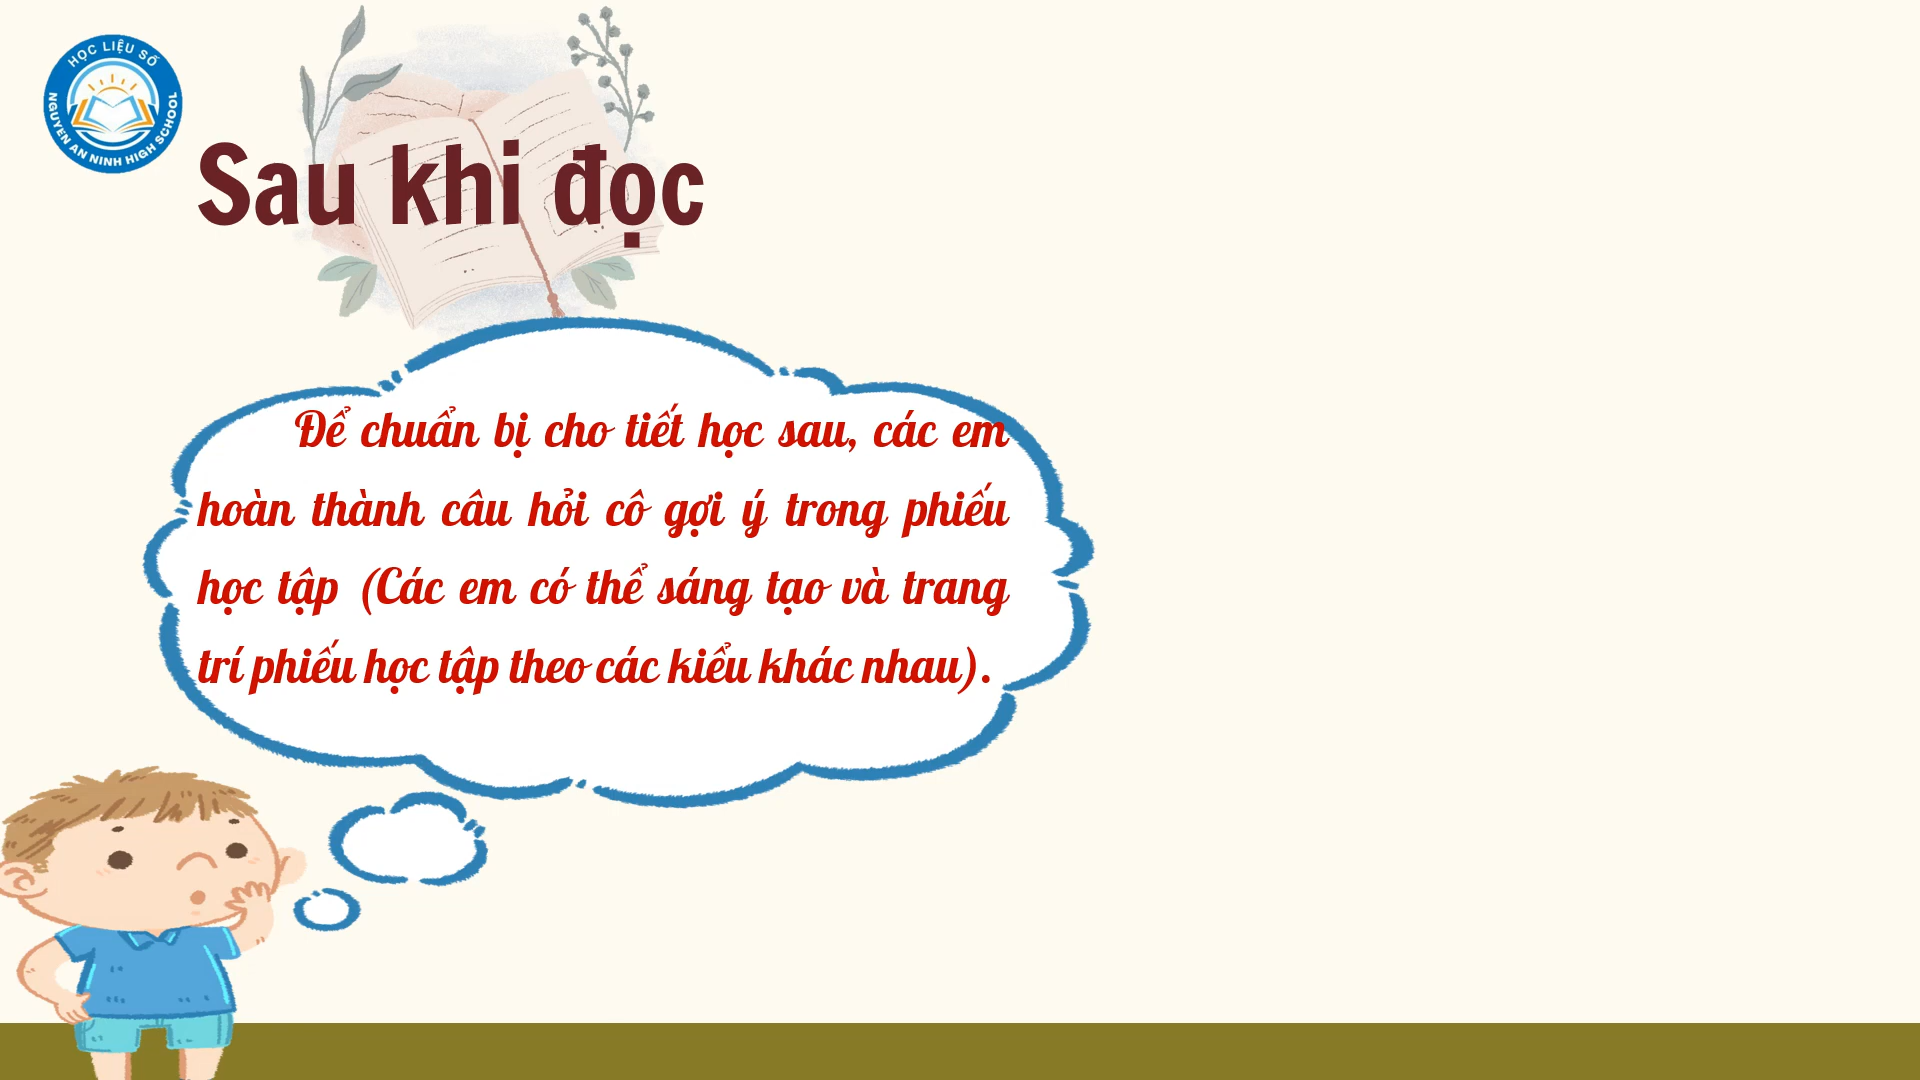 HỌC LIỆU SỐ
NGUYEN AN NINH HIGH SCHOOL
Sau khi đọc
Để chuẩn bị cho tiết học sau, các em
hoàn thành câu hỏi cô gợi ý trong phiếu
học tập (Các em có thể sáng tạo và trang
trí phiếu học tập theo các kiểu khác nhau).